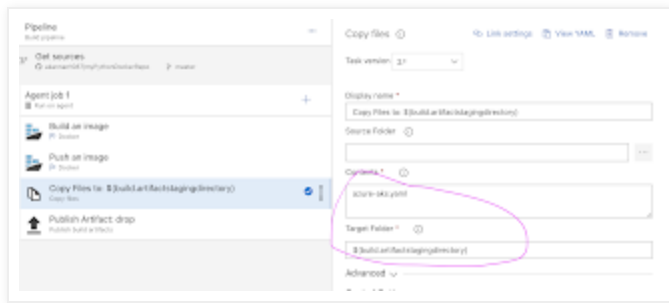 Pipeline
Build pipeline
Get sources
master
Agent job 1
Run on agent
Build an image
Docker
Push an image
Docker
Copy Files to: $(build.artifactstagingdirectory)
Copy files
Publish Artifact: drop
Publish build artifacts
Copy files
Link settings
View YAML
Remove
Task version
2.*
Display name *
Copy Files to: $(build.artifactstagingdirectory)
Source Folder
Contents *
azure-aks.yaml
Target Folder *
$(build.artifactstagingdirectory)
Advanced